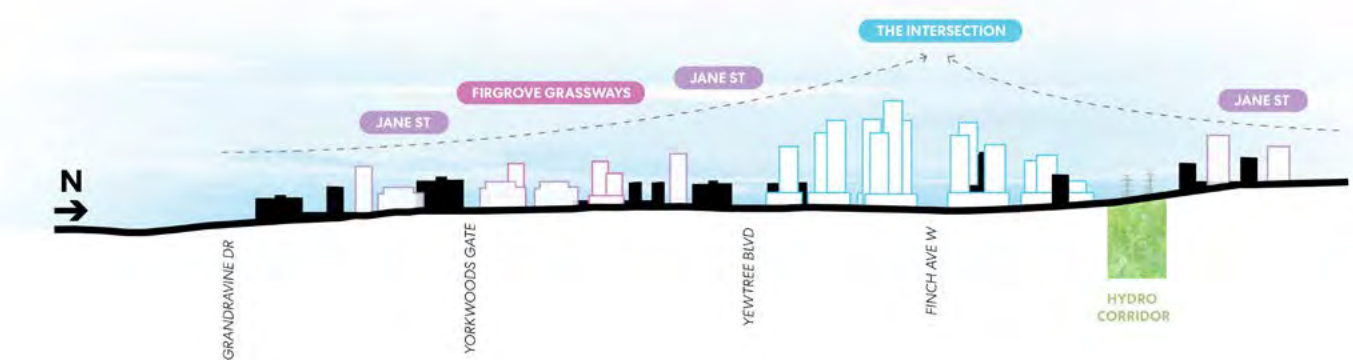 THE INTERSECTION
JANE ST
FIRGROVE GRASSWAYS
JANE ST
JANE ST
N
GRANDRAVINE DR
YORKWOODS GATE
YEWTREE BLVD
FINCH AVE W
HYDRO
CORRIDOR